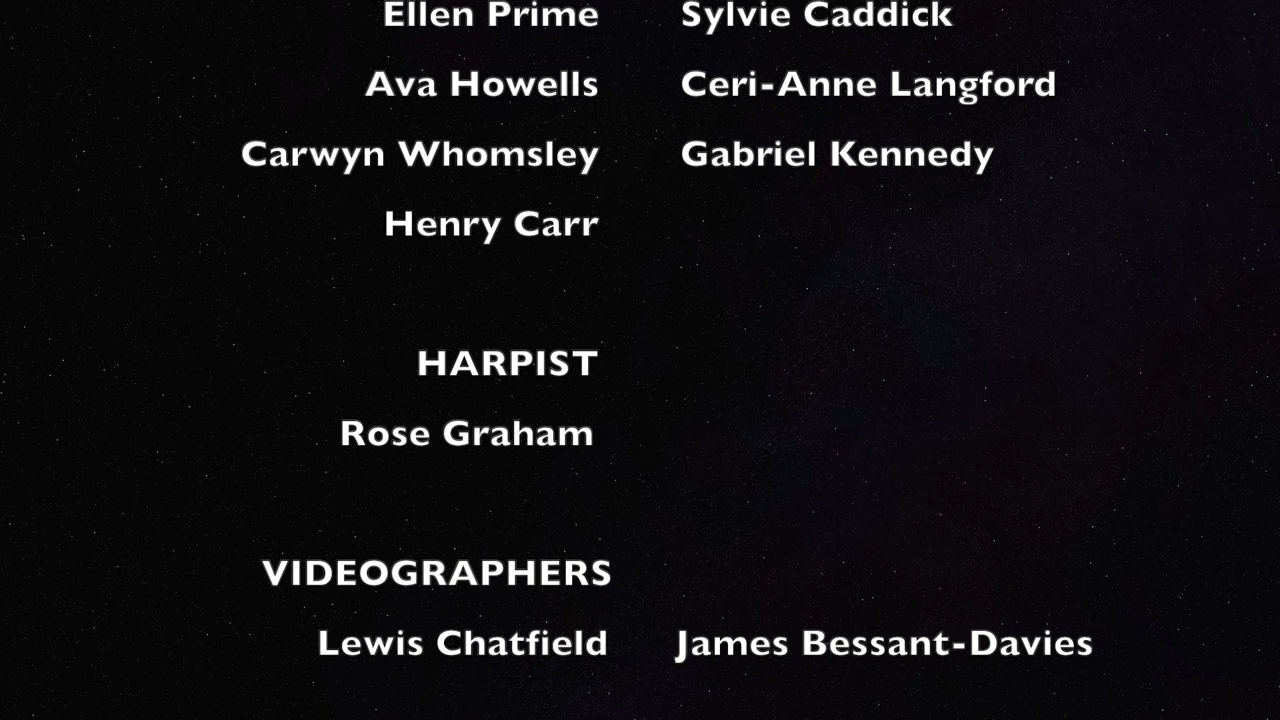 Ellen Prime Sylvie Caddick
Ava Howells Ceri-Anne Langford
Carwyn Whomsley Gabriel Kennedy
Henry Carr
HARPIST
Rose Graham
VIDEOGRAPHERS
Lewis Chatfield James Bessant-Davies